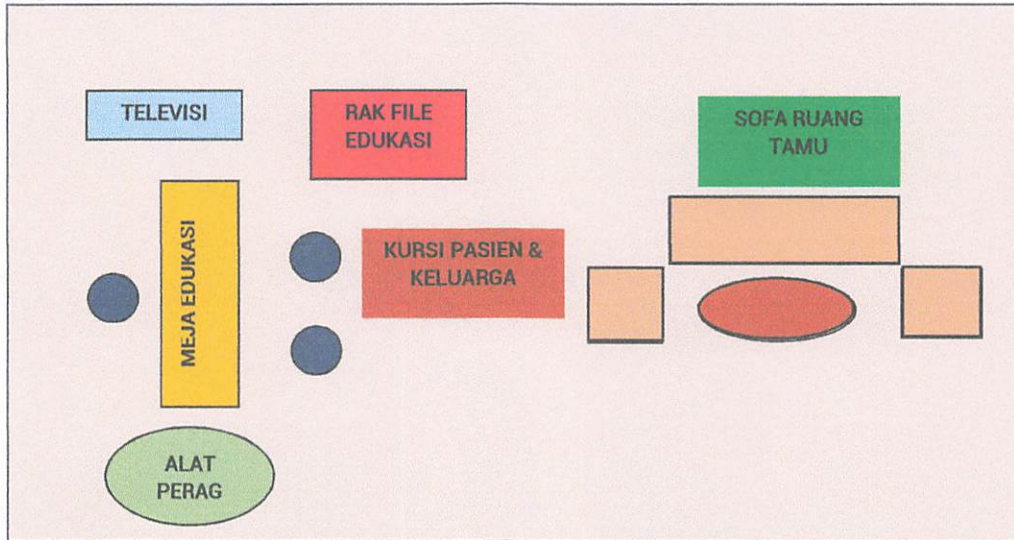 TELEVISI
RAK FILE
EDUKASI
SOFA RUANG
TAMU
MEJA EDUKASI
KURSI PASIEN &
KELUARGA
ALAT
PERAG